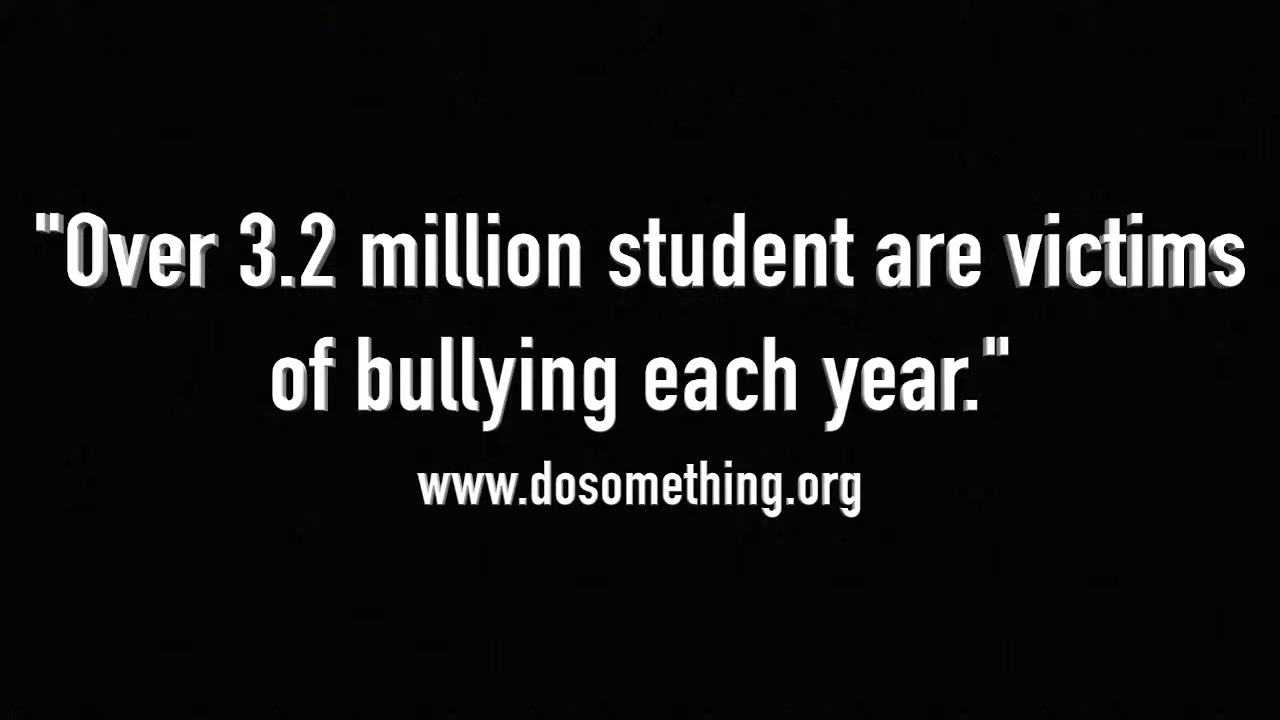 "Over 3.2 million student are victims
of bullying each year."
www.dosomething.org